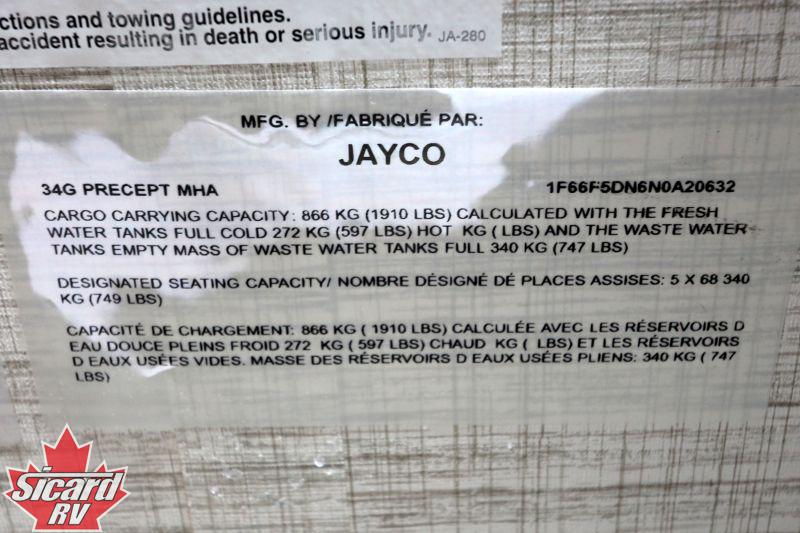 ctions and towing guidelines.
accident resulting in death or serious injury. JA-280
MFG. BY /FABRIQUÉ PAR:
JAYCO
34G PRECEPT MHA 1F66F5DN6N0A20632
CARGO CARRYING CAPACITY: 866 KG (1910 LBS) CALCULATED WITH THE FRESH
WATER TANKS FULL COLD 272 KG (597 LBS) HOT KG ( LBS) AND THE WASTE WATER
TANKS EMPTY MASS OF WASTE WATER TANKS FULL 340 KG (747 LBS)
DESIGNATED SEATING CAPACITY/ NOMBRE DÉSIGNÉ DÉ PLACES ASSISES: 5 X 68 340
KG (749 LBS)
CAPACITÉ DE CHARGEMENT: 866 KG ( 1910 LBS) CALCULÉE AVEC LES RÉSERVOIRS D
EAU DOUCE PLEINS FROID 272 KG ( 597 LBS) CHAUD KG ( LBS) ET LES RÉSERVOIRS
D EAUX USÉES VIDES. MASSE DES RÉSERVOIRS D EAUX USÉES PLIENS: 340 KG ( 747
LBS)
Sicard
RV